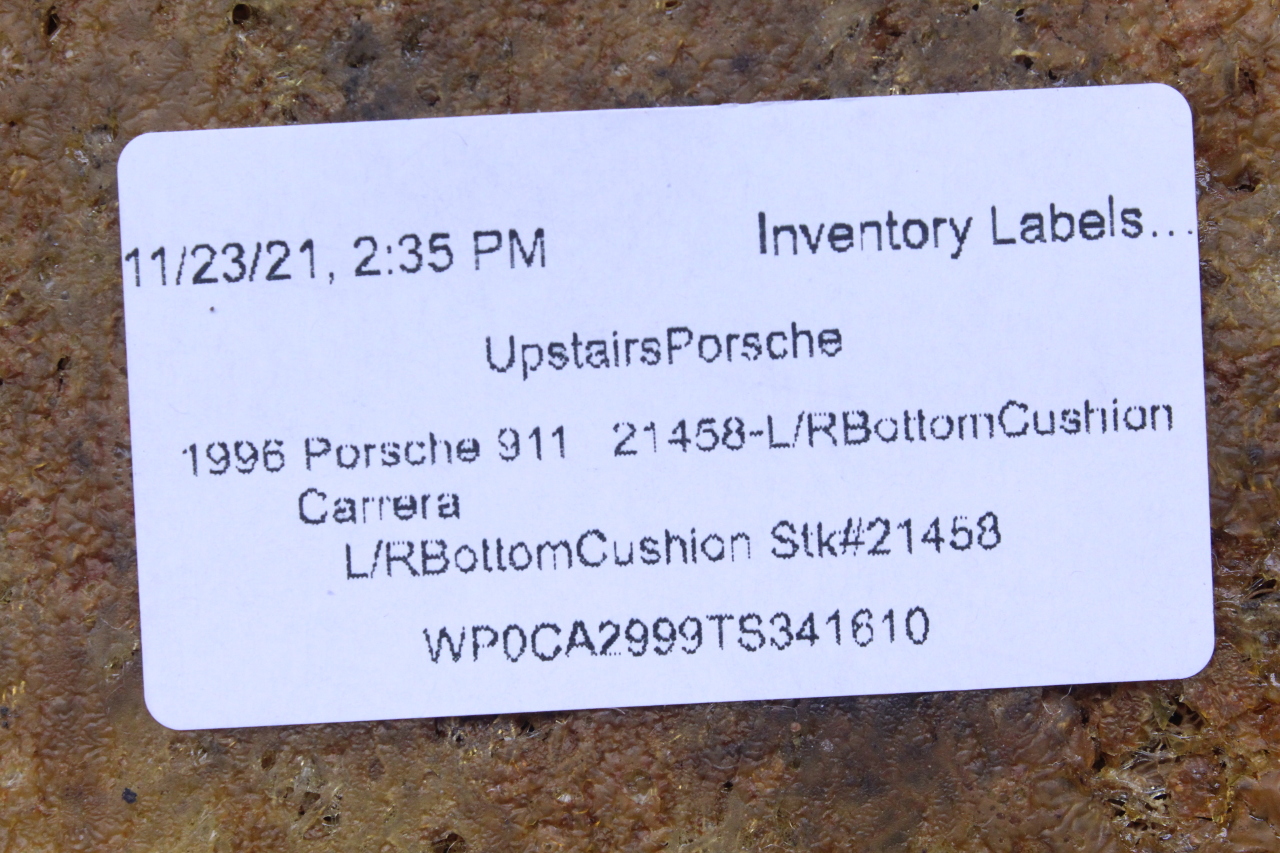 11/23/21, 2:35 PM Inventory Labels...
UpstairsPorsche
1996 Porsche 911 21458-L/RBottomCushion
Carrera
L/RBottomCushion Stk#21458
WP0CA2999TS341610